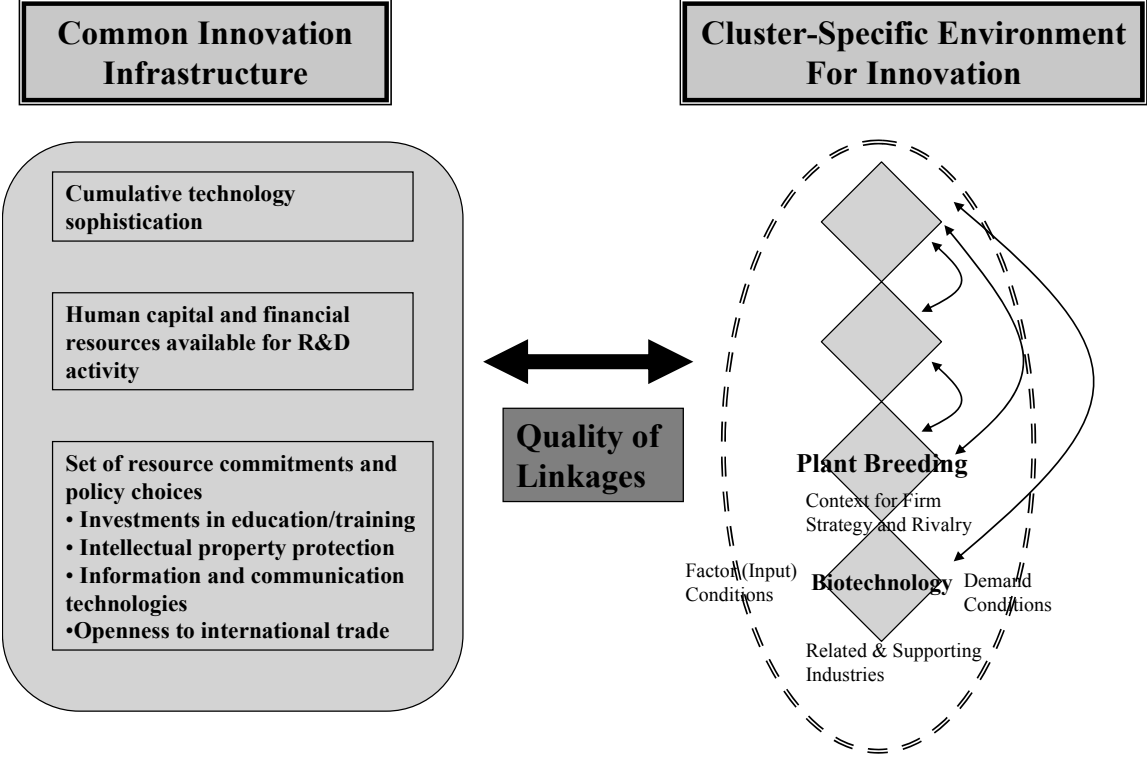 Common Innovation
Infrastructure
Cluster-Specific Environment
For Innovation
Cumulative technology
sophistication
Human capital and financial
resources available for R&D
activity
Set of resource commitments and
policy choices
• Investments in education/training
• Intellectual property protection
• Information and communication
technologies
•Openness to international trade
Quality of
Linkages
Plant Breeding
Context for Firm
Strategy and Rivalry
Factor (Input)
Conditions
Biotechnology
Demand
Conditions
Related & Supporting
Industries